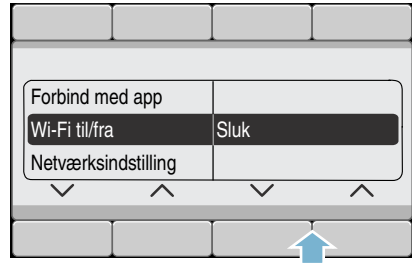 Forbind med app
Wi-Fi til/fra Sluk
Netværksindstilling